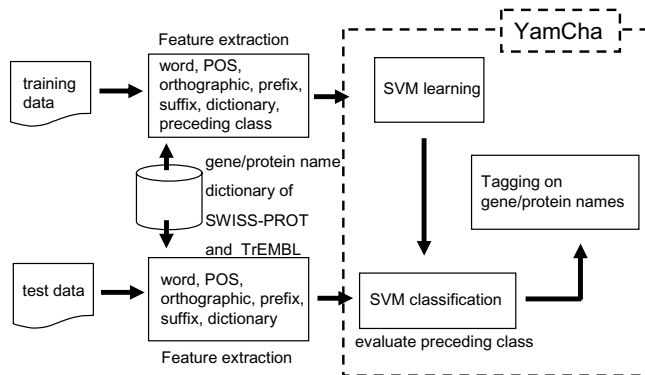 YamCha
Feature extraction
training
data
word, POS,
orthographic, prefix,
suffix, dictionary,
preceding class
SVM learning
gene/protein name
dictionary of
SWISS-PROT
and TrEMBL
Tagging on
gene/protein names
test data
word, POS,
orthographic, prefix,
suffix, dictionary
SVM classification
evaluate preceding class
Feature extraction